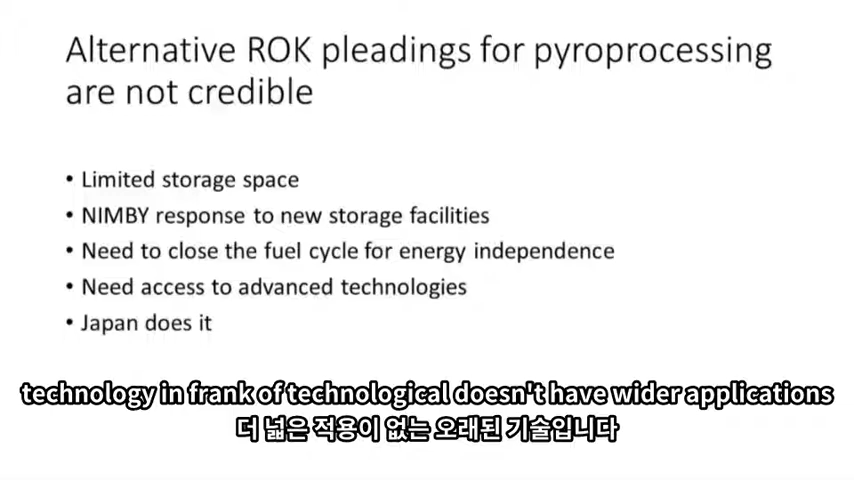 Alternative ROK pleadings for pyroprocessing
are not credible
• Limited storage space
• NIMBY response to new storage facilities
• Need to close the fuel cycle for energy independence
• Need access to advanced technologies
• Japan does it
technology in frank of technological doesn't have wider applications
더 넓은 적용이 없는 오래된 기술입니다